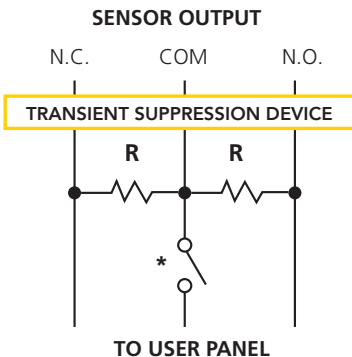 SENSOR OUTPUT
N.C. COM N.O.
TRANSIENT SUPPRESSION DEVICE
R R
*
TO USER PANEL